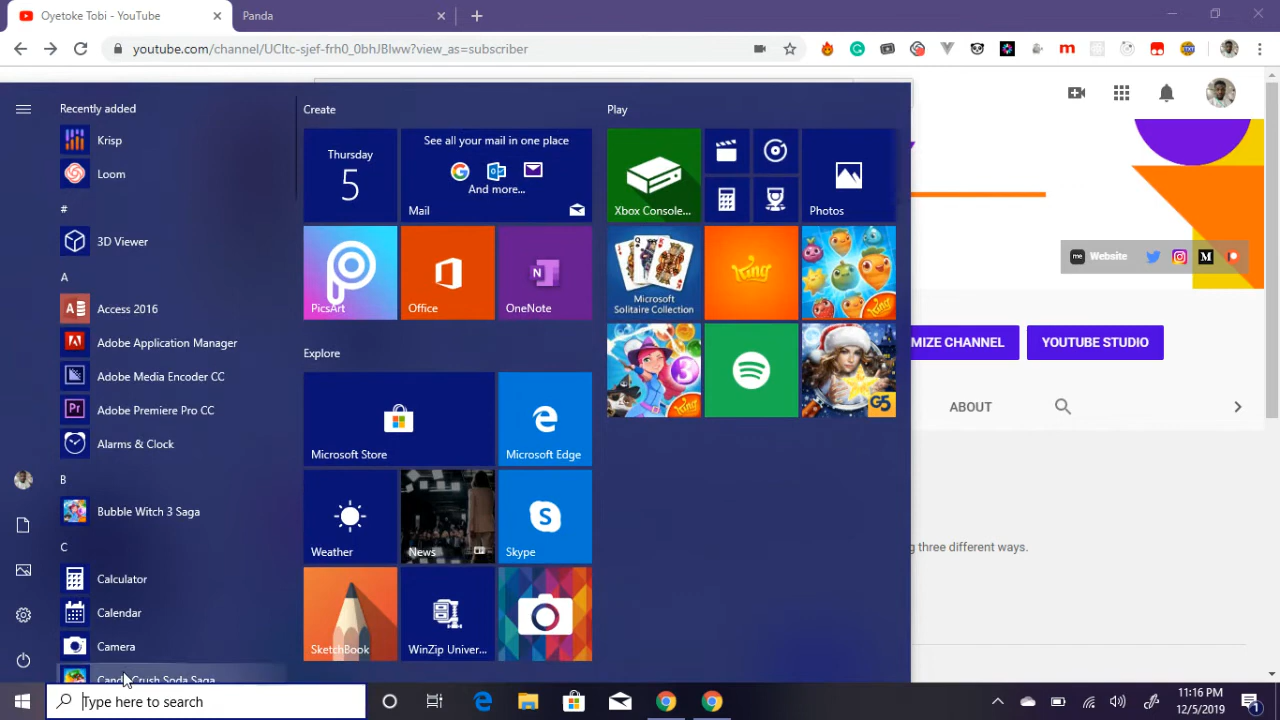 Oyetoke Tobi - YouTube
Panda
youtube.com/channel/UCltc-sjef-frh0_0bhJBlww?view_as=subscriber
Recently added
Krisp
Loom
#
3D Viewer
A
Access 2016
Adobe Application Manager
Adobe Media Encoder CC
Adobe Premiere Pro CC
Alarms & Clock
B
Bubble Witch 3 Saga
C
Calculator
Calendar
Camera
Candy Crush Soda Saga
Create
Thursday
5
See all your mail in one place
And more...
Mail
PicsArt
Office
OneNote
Explore
Microsoft Store
Microsoft Edge
Weather
News
Skype
SketchBook
WinZip Univer...
Play
Xbox Console...
Photos
Microsoft
Solitaire Collection
King
3
King
G5
Website
MIZE CHANNEL
YOUTUBE STUDIO
ABOUT
g three different ways.
Type here to search
11:16 PM
12/5/2019
1